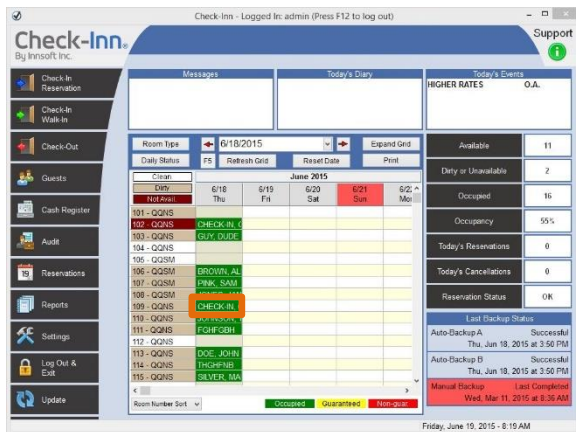 Check-Inn - Logged In: admin (Press F12 to log out)
Check-Inn®
By Innsoft Inc.
Support
Check-In
Reservation
Check-In
Walk-In
Check-Out
Guests
Cash Register
Audit
19
Reservations
Reports
Settings
Log Out &
Exit
Update
Messages
Today's Diary
Today's Events
HIGHER RATES O.A.
Room Type 6/18/2015 Expand Grid
Daily Status F5 Refresh Grid Reset Date Print
Clean June 2015
Dirty 6/18 6/19 6/20 6/21
Not Avail. Thu Fri Sat Sun
101 - QQNS
102 - QQNS CHECK-IN,
103 - QQNS GUY, DUDE
104 - QQNS
105 - QQSM
106 - QQSM BROWN, AL
107 - QQSM PINK, SAM
108 - QQSM
109 - QQNS CHECK-IN,
110 - QQNS JOHNSON,
111 - QQNS FGHFGBH
112 - QQNS
113 - QQNS DOE, JOHN
114 - QQNS THGHFNB
115 - QQNS SILVER, MA
Room Number Sort Occupied Guaranteed Non-guar.
Available 11
Dirty or Unavailable 2
Occupied 16
Occupancy 55%
Today's Reservations 0
Today's Cancellations 0
Reservation Status OK
Last Backup Status
Auto-Backup A Successful
Thu, Jun 18, 2015 at 3:50 PM
Auto-Backup B Successful
Thu, Jun 18, 2015 at 3:50 PM
Manual Backup Last Completed
Wed, Mar 11, 2015 at 8:36 AM
Friday, June 19, 2015 - 8:19 AM